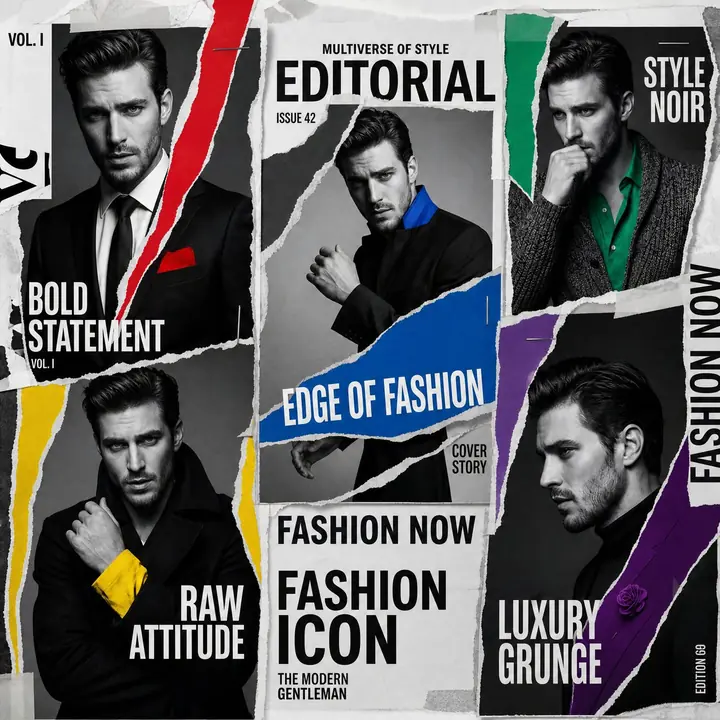 VOL. I
BOLD
STATEMENT
VOL. I
MULTIVERSE OF STYLE
EDITORIAL
ISSUE 42
EDGE OF FASHION
COVER
STORY
STYLE
NOIR
FASHION NOW
RAW
ATTITUDE
FASHION NOW
FASHION
ICON
THE MODERN
GENTLEMAN
LUXURY
GRUNGE
EDITION 69